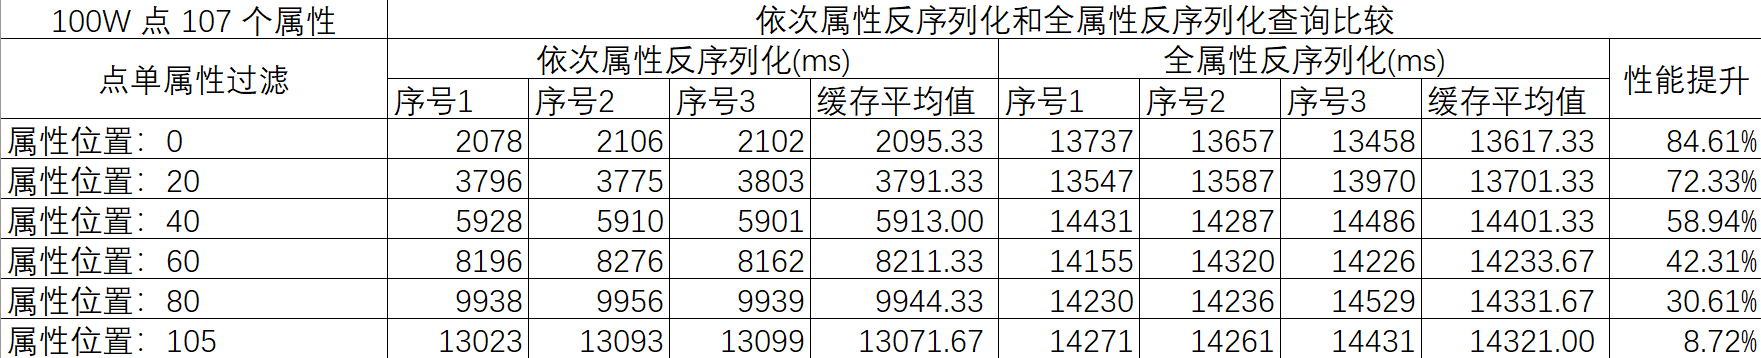 100W 点 107 个属性 依次属性反序列化和全属性反序列化查询比较
点单属性过滤 依次属性反序列化(ms) 全属性反序列化(ms) 性能提升
序号1 序号2 序号3 缓存平均值 序号1 序号2 序号3 缓存平均值
属性位置：0 2078 2106 2102 2095.33 13737 13657 13458 13617.33 84.61%
属性位置：20 3796 3775 3803 3791.33 13547 13587 13970 13701.33 72.33%
属性位置：40 5928 5910 5901 5913.00 14431 14287 14486 14401.33 58.94%
属性位置：60 8196 8276 8162 8211.33 14155 14320 14226 14233.67 42.31%
属性位置：80 9938 9956 9939 9944.33 14230 14236 14529 14331.67 30.61%
属性位置：105 13023 13093 13099 13071.67 14271 14261 14431 14321.00 8.72%